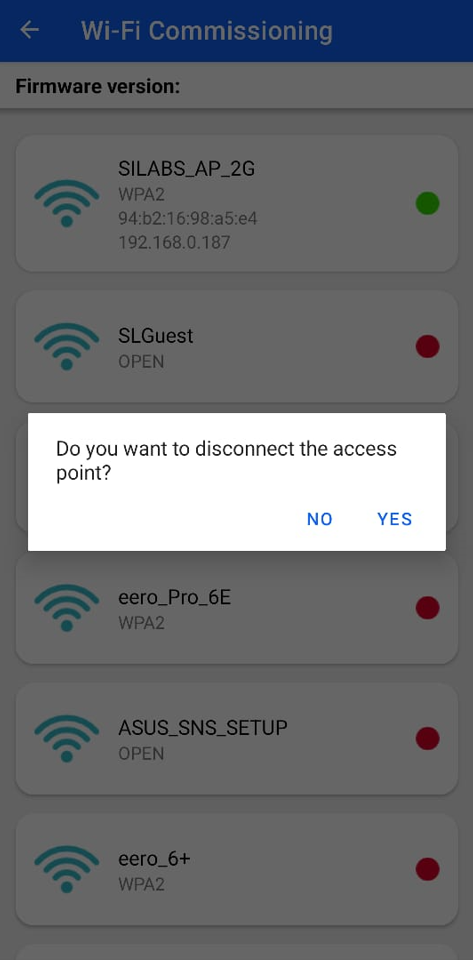 Wi-Fi Commissioning
Firmware version:
SILABS_AP_2G
WPA2
94:b2:16:98:a5:e4
192.168.0.187
SLGuest
OPEN
Do you want to disconnect the access
point?
NO
YES
eero_Pro_6E
WPA2
ASUS_SNS_SETUP
OPEN
eero_6+
WPA2